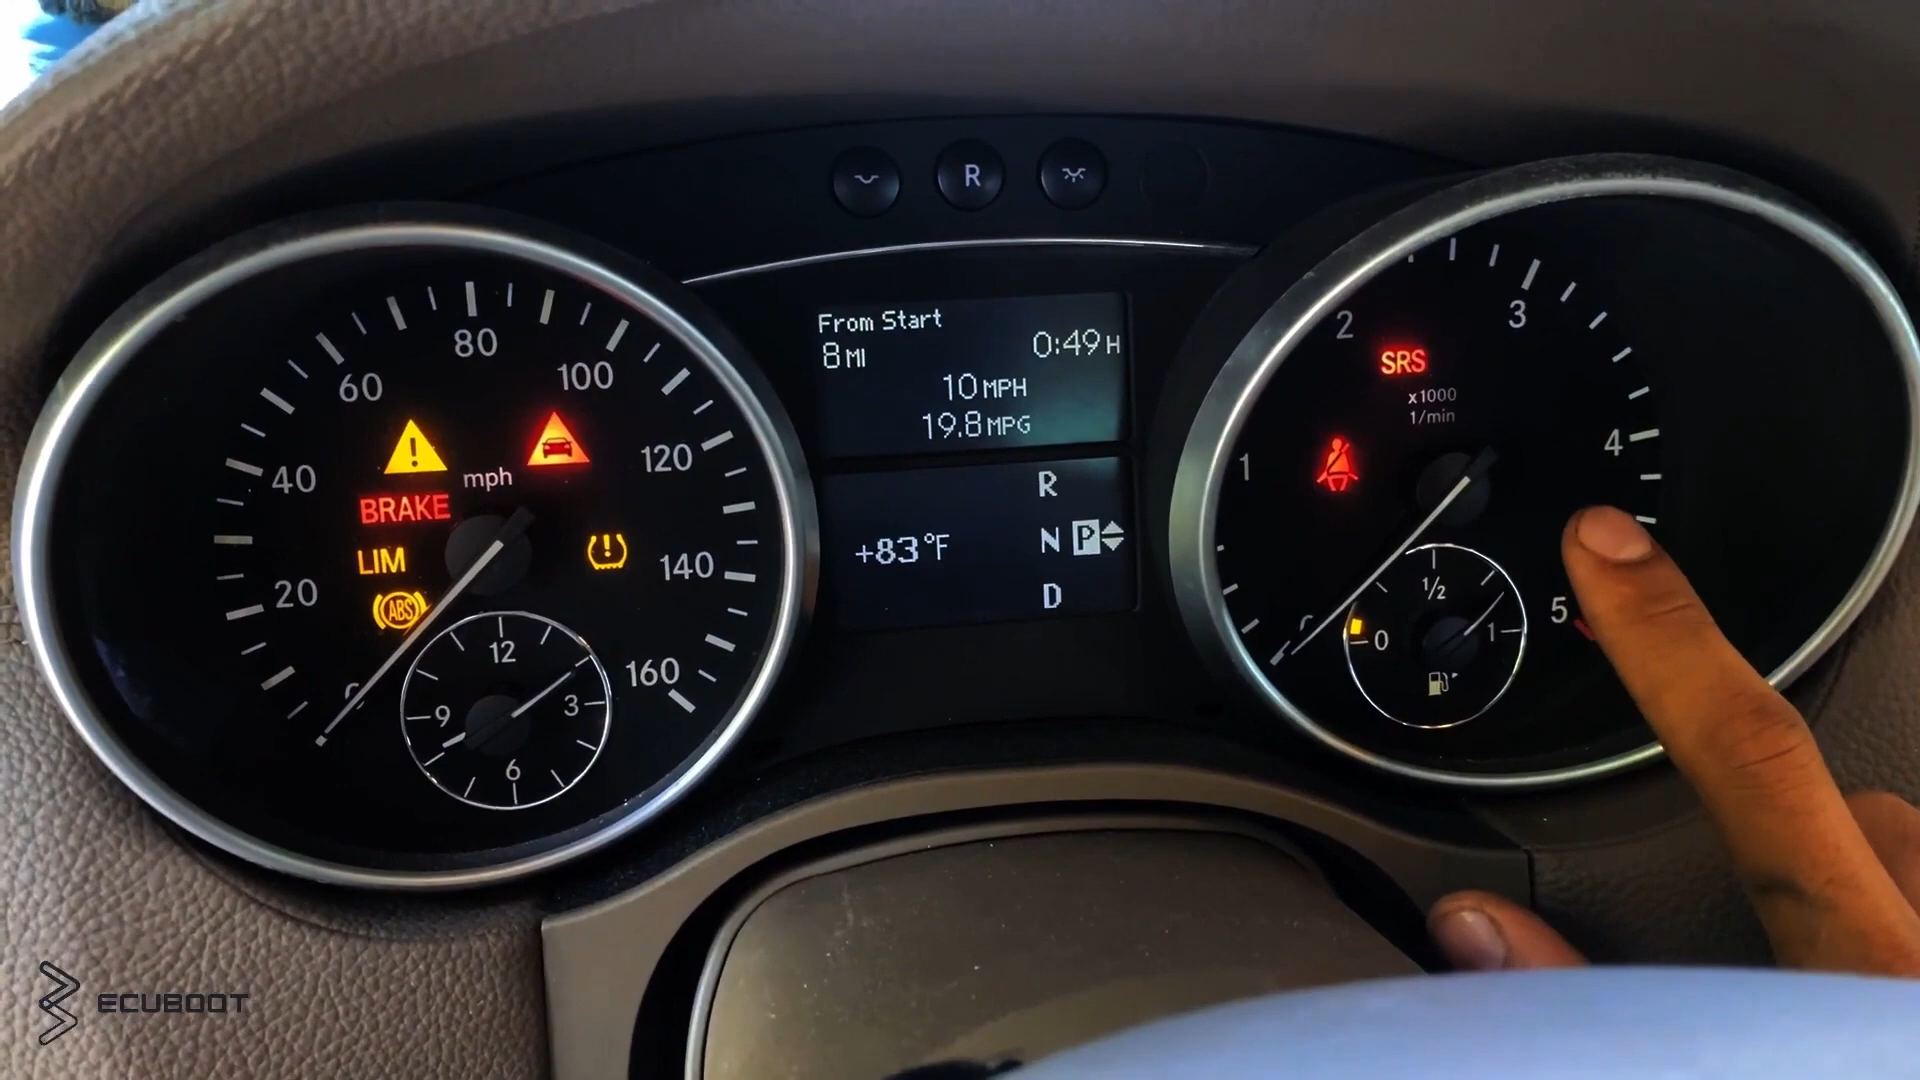 R
From Start
8 MI 0:49 H
10 MPH
19.8 MPG
+83°F
R
N P
D
20
40
60
80
100
120
140
160
mph
!
BRAKE
LIM
ABS
!
12
3
6
9
1
2
3
4
5
SRS
x1000
1/min
0
1/2
1
ECUBOOT